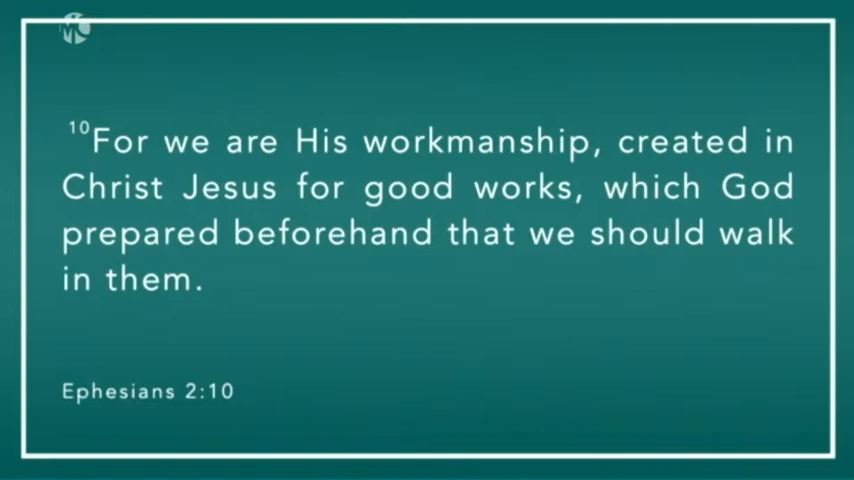 10For we are His workmanship, created in
Christ Jesus for good works, which God
prepared beforehand that we should walk
in them.
Ephesians 2:10